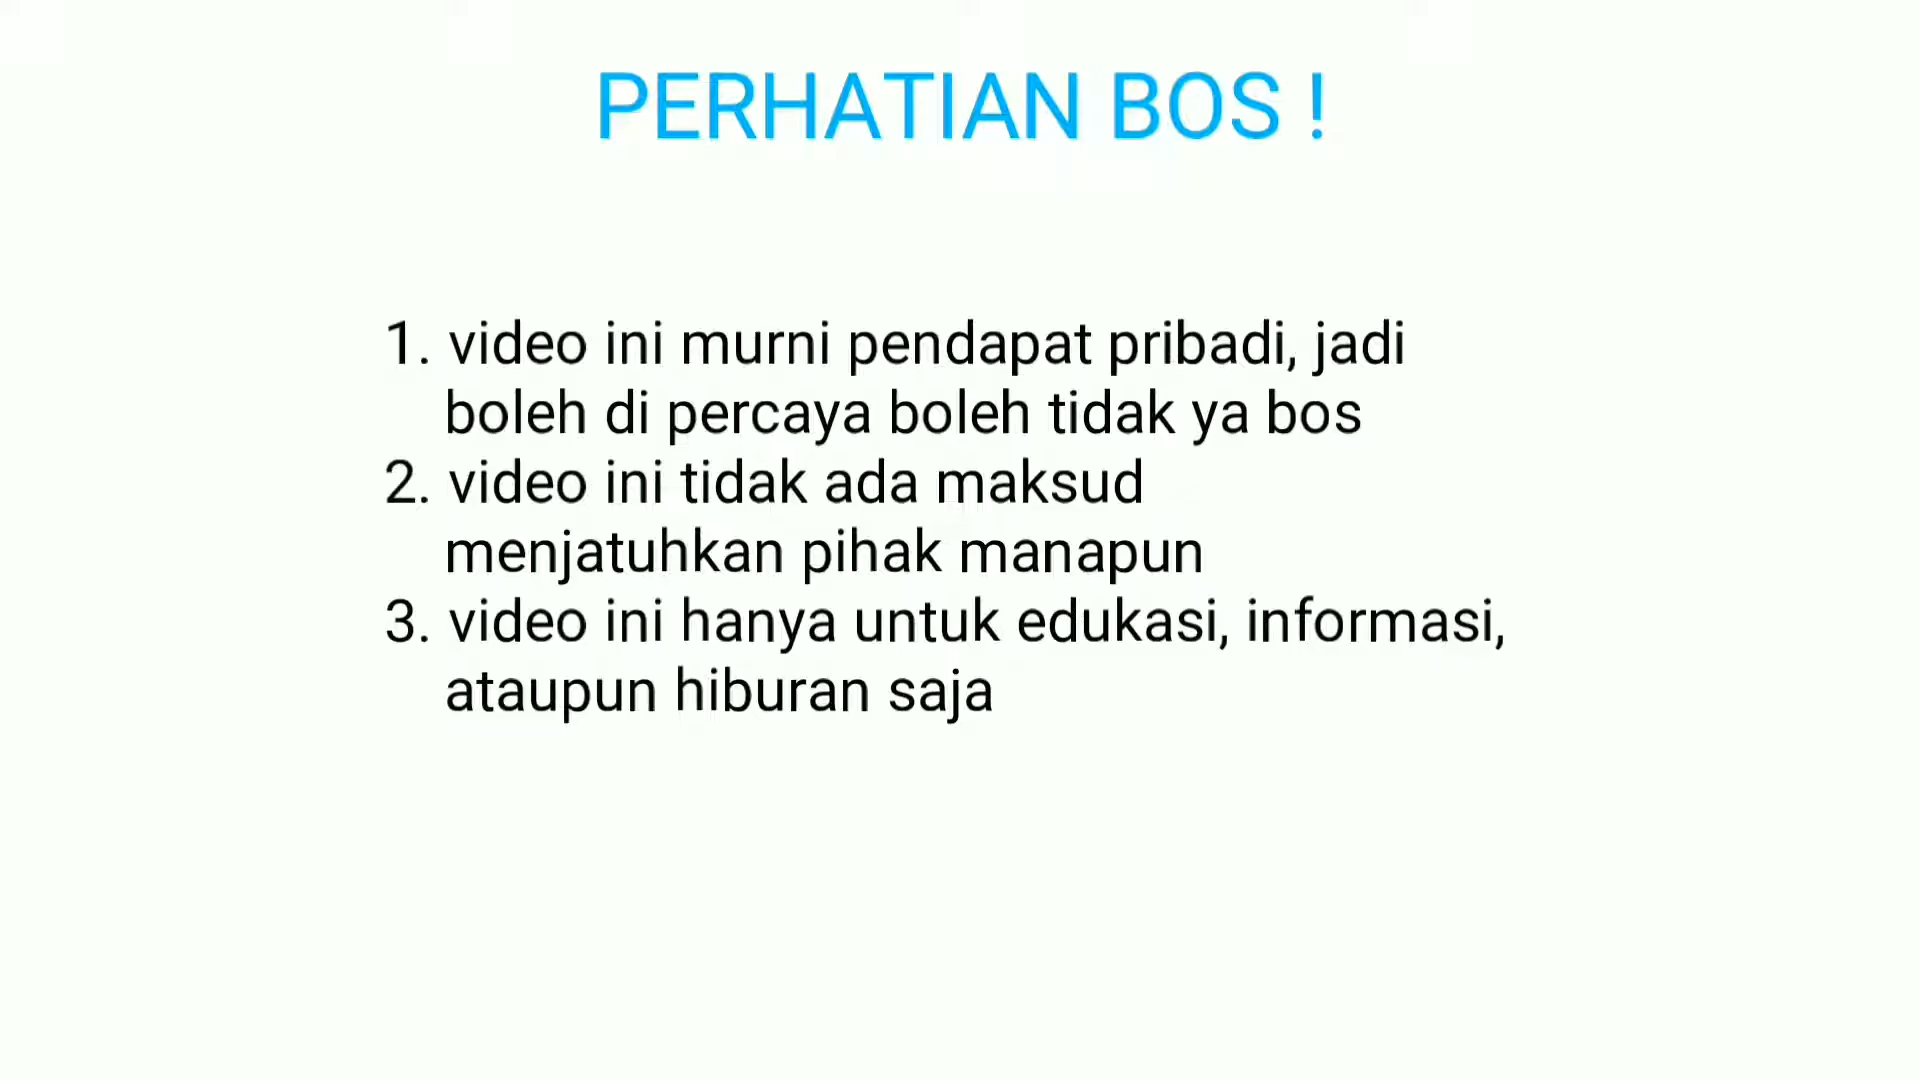 PERHATIAN BOS !
1. video ini murni pendapat pribadi, jadi
boleh di percaya boleh tidak ya bos
2. video ini tidak ada maksud
menjatuhkan pihak manapun
3. video ini hanya untuk edukasi, informasi,
ataupun hiburan saja